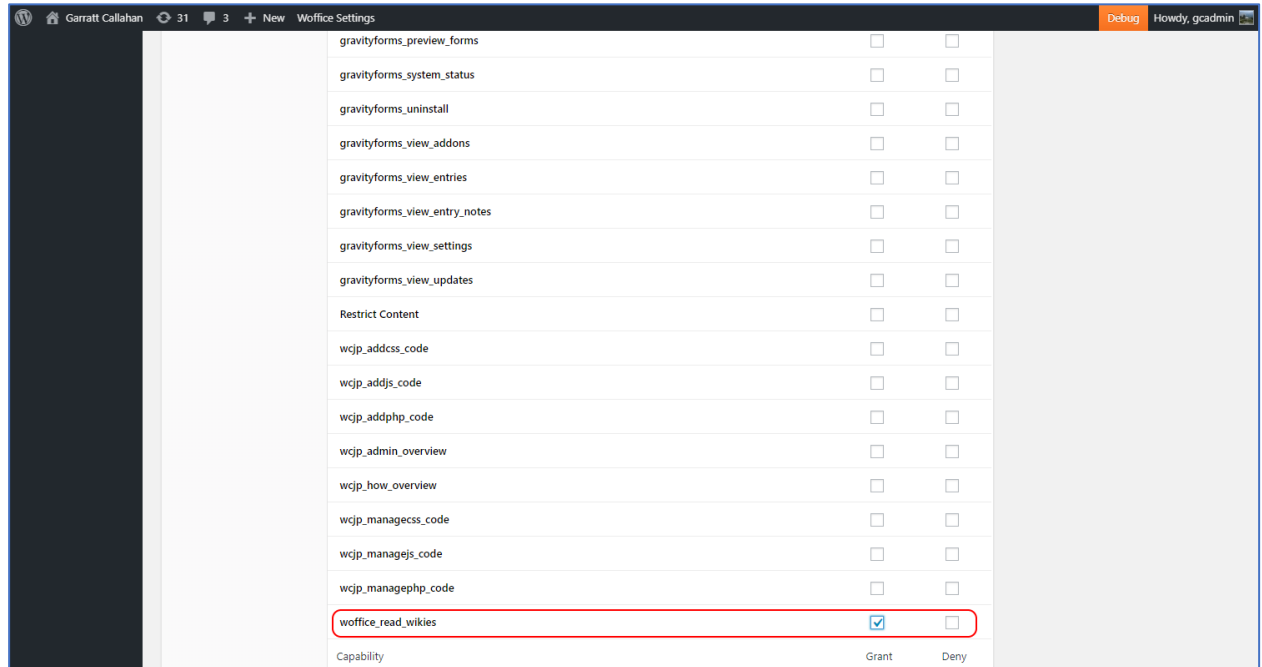 Garratt Callahan 31 3 + New Woffice Settings Debug Howdy, gcadmin
gravityforms_preview_forms
gravityforms_system_status
gravityforms_uninstall
gravityforms_view_addons
gravityforms_view_entries
gravityforms_view_entry_notes
gravityforms_view_settings
gravityforms_view_updates
Restrict Content
wcjp_addcss_code
wcjp_addjs_code
wcjp_addphp_code
wcjp_admin_overview
wcjp_how_overview
wcjp_managecss_code
wcjp_managejs_code
wcjp_managephp_code
woffice_read_wikies
Capability Grant Deny